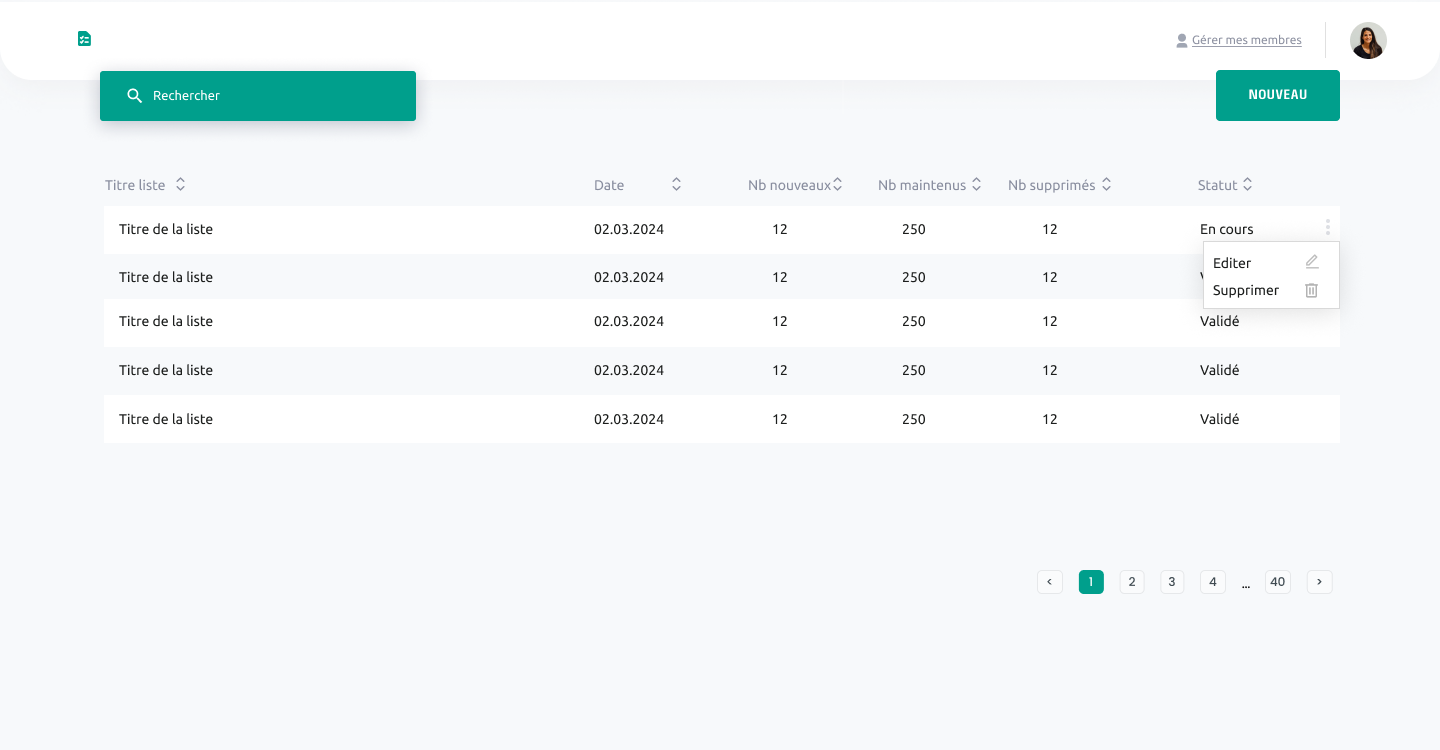 Gérer mes membres
Rechercher
NOUVEAU
Titre liste Date Nb nouveaux Nb maintenus Nb supprimés Statut
Titre de la liste 02.03.2024 12 250 12 En cours
Editer
Titre de la liste 02.03.2024 12 250 12
Supprimer
Titre de la liste 02.03.2024 12 250 12 Validé
Titre de la liste 02.03.2024 12 250 12 Validé
Titre de la liste 02.03.2024 12 250 12 Validé
< 1 2 3 4 ... 40 >